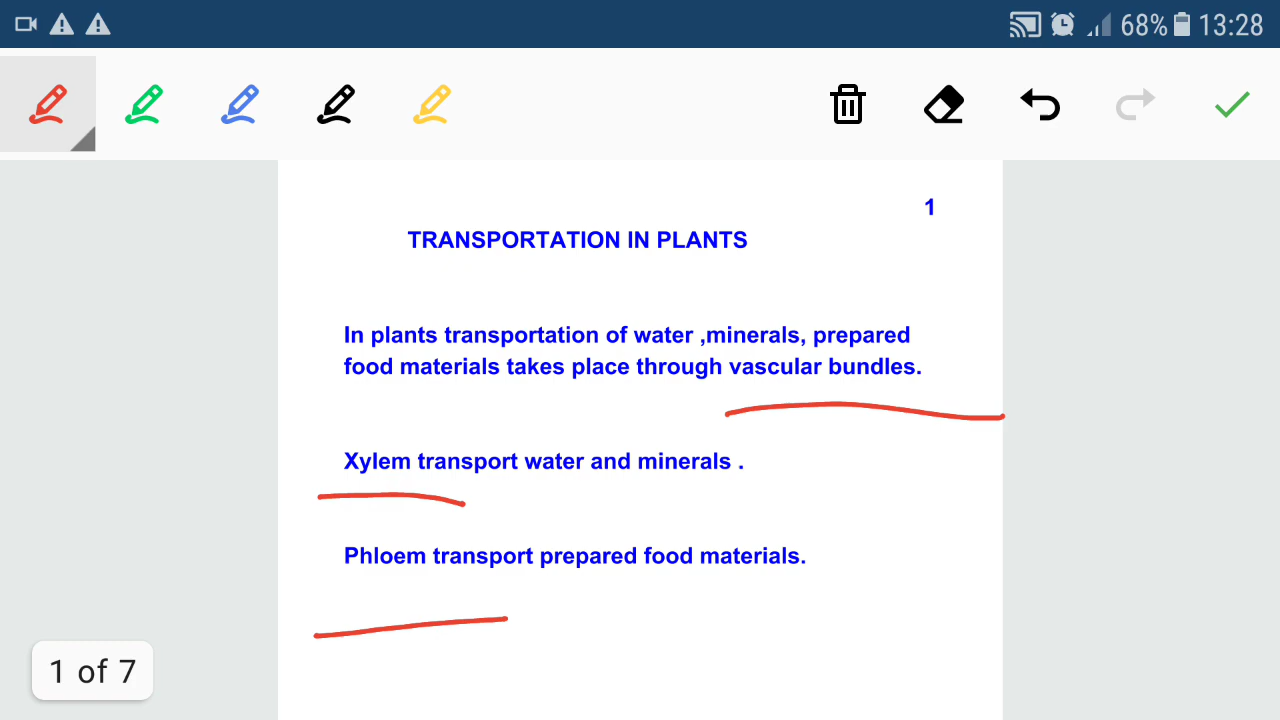 68% 13:28
1
TRANSPORTATION IN PLANTS
In plants transportation of water ,minerals, prepared
food materials takes place through vascular bundles.
Xylem transport water and minerals .
Phloem transport prepared food materials.
1 of 7